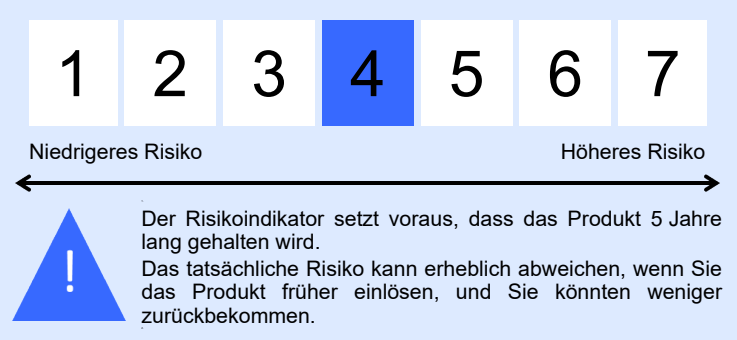 1 2 3 4 5 6 7
Niedrigeres Risiko Höheres Risiko
!
Der Risikoindikator setzt voraus, dass das Produkt 5 Jahre
lang gehalten wird.
Das tatsächliche Risiko kann erheblich abweichen, wenn Sie
das Produkt früher einlösen, und Sie könnten weniger
zurückbekommen.